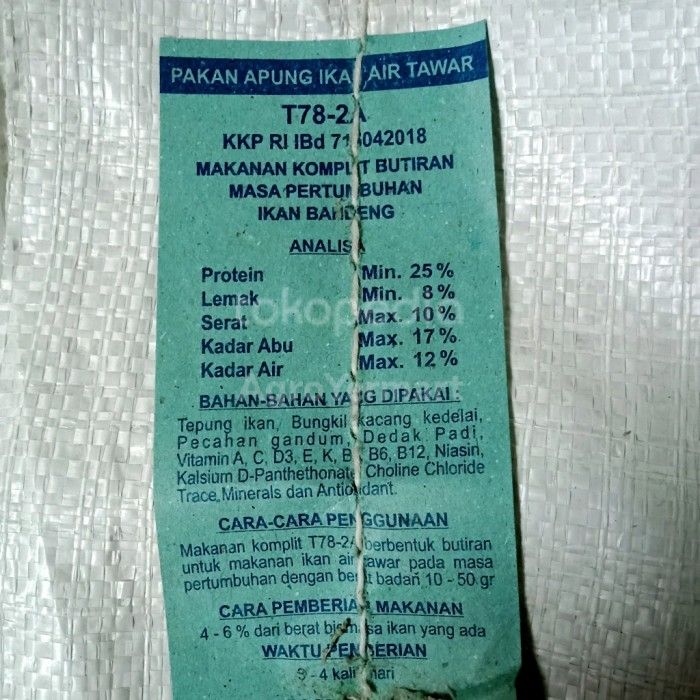 PAKAN APUNG IKAN AIR TAWAR
T78-2A
KKP RI IBd 042018
MAKANAN KOMPLIT BUTIRAN
MASA PERTUMBUHAN
IKAN BANDENG
ANALISA
Protein Min. 25 %
Lemak Min. 8 %
Serat Max. 10 %
Kadar Abu Max. 17 %
Kadar Air Max. 12 %
tokopedia
AgroYasmart
BAHAN-BAHAN YANG DIPAKAI :
Tepung ikan, Bungkil kacang kedelai,
Pecahan gandum, Dedak Padi,
Vitamin A, C, D3, E, K, B6, B12, Niasin,
Kalsium D-Panthethonate Choline Chloride
Trace Minerals dan Antioxidant.
CARA-CARA PENGGUNAAN
Makanan komplit T78-2A berbentuk butiran
untuk makanan ikan air tawar pada masa
pertumbuhan dengan berat badan 10 - 50 gr
CARA PEMBERIAN MAKANAN
4 - 6 % dari berat biomasa ikan yang ada
WAKTU PEMBERIAN
3 - 4 kali hari